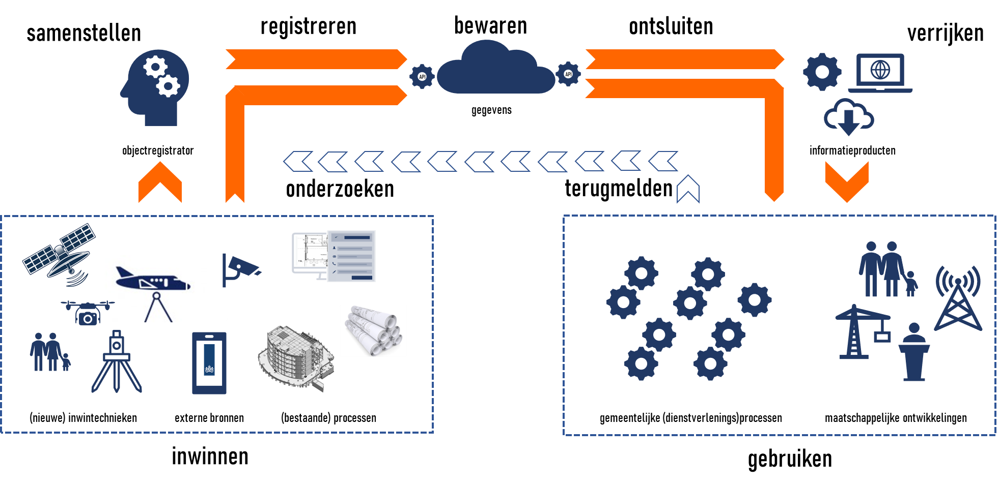 samenstellen
registreren
bewaren
ontsluiten
verrijken
API
API
gegevens
objectregistrator
informatieproducten
onderzoeken
terugmelden
(nieuwe) inwintechnieken
externe bronnen
(bestaande) processen
gemeentelijke (dienstverlenings)processen
maatschappelijke ontwikkelingen
inwinnen
gebruiken